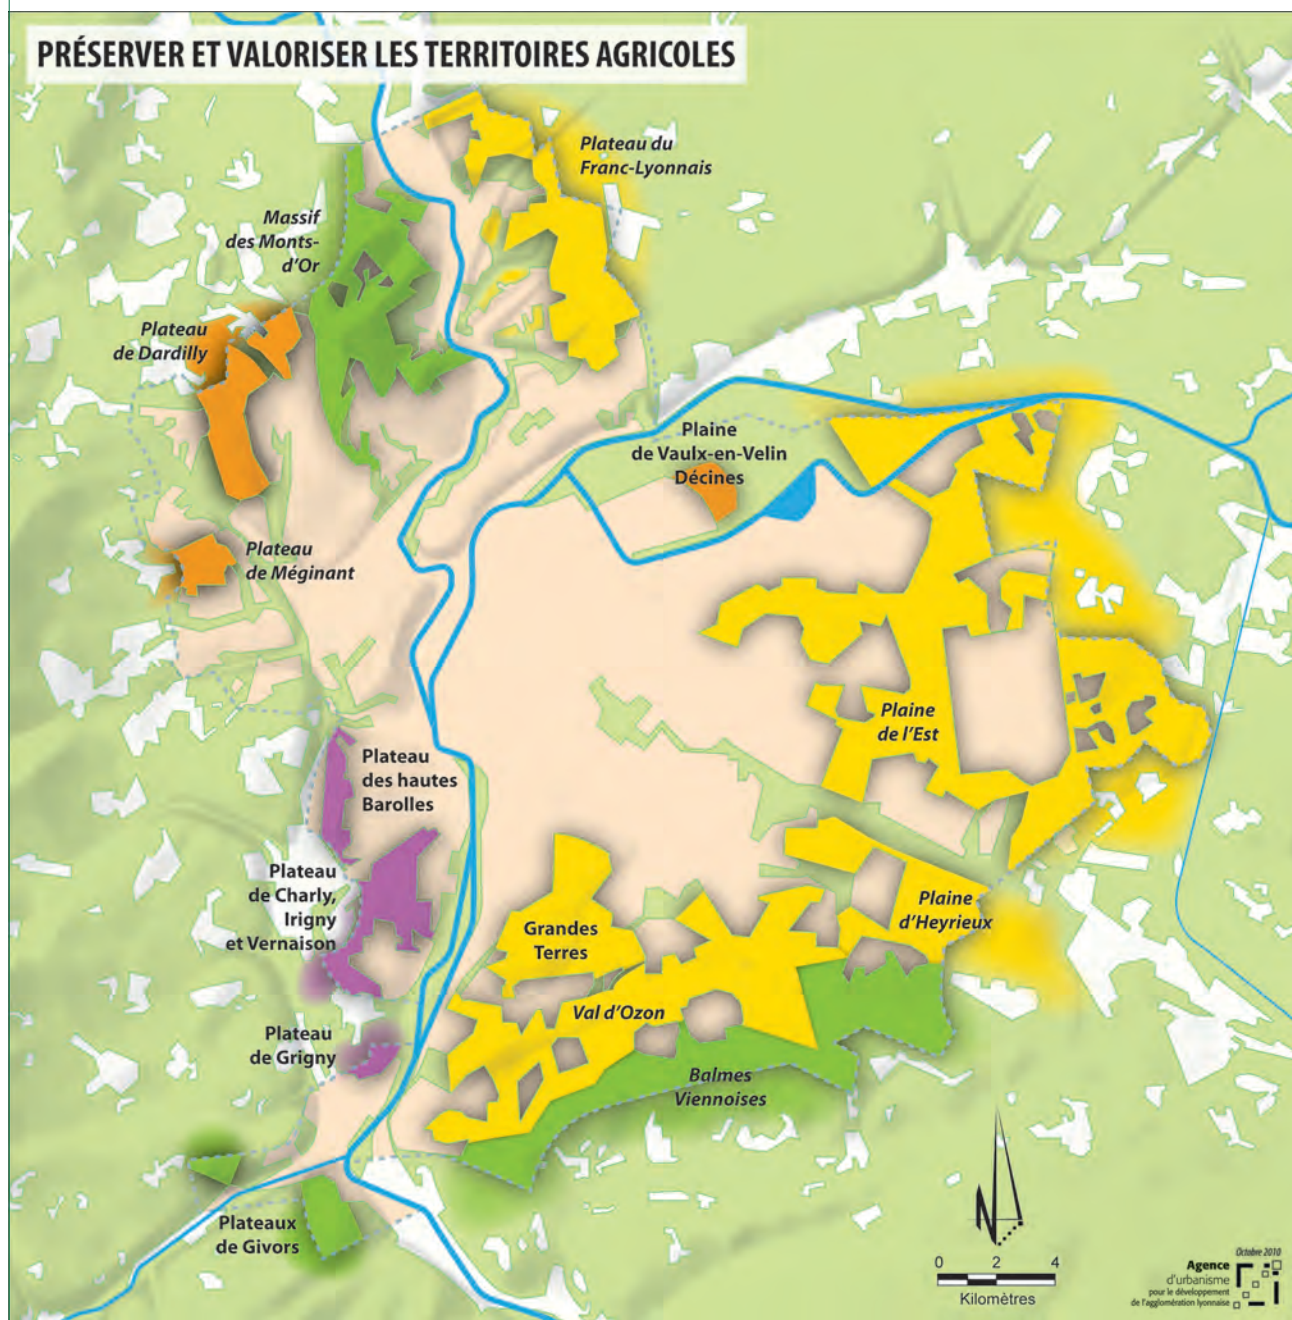 PRÉSERVER ET VALORISER LES TERRITOIRES AGRICOLES
Plateau du
Franc-Lyonnais
Massif
des Monts-
d'Or
Plateau
de Dardilly
Plaine
de Vaulx-en-Velin
Décines
Plateau
de Méginant
Plaine
de l'Est
Plateau
des hautes
Barolles
Plateau
de Charly,
Irigny
et Vernaison
Grandes
Terres
Plaine
d'Heyrieux
Val d'Ozon
Plateau
de Grigny
Balmes
Viennoises
Plateaux
de Givors
N
0 2 4
Kilomètres
Octobre 2010
Agence
d'urbanisme
pour le développement
de l'agglomération lyonnaise